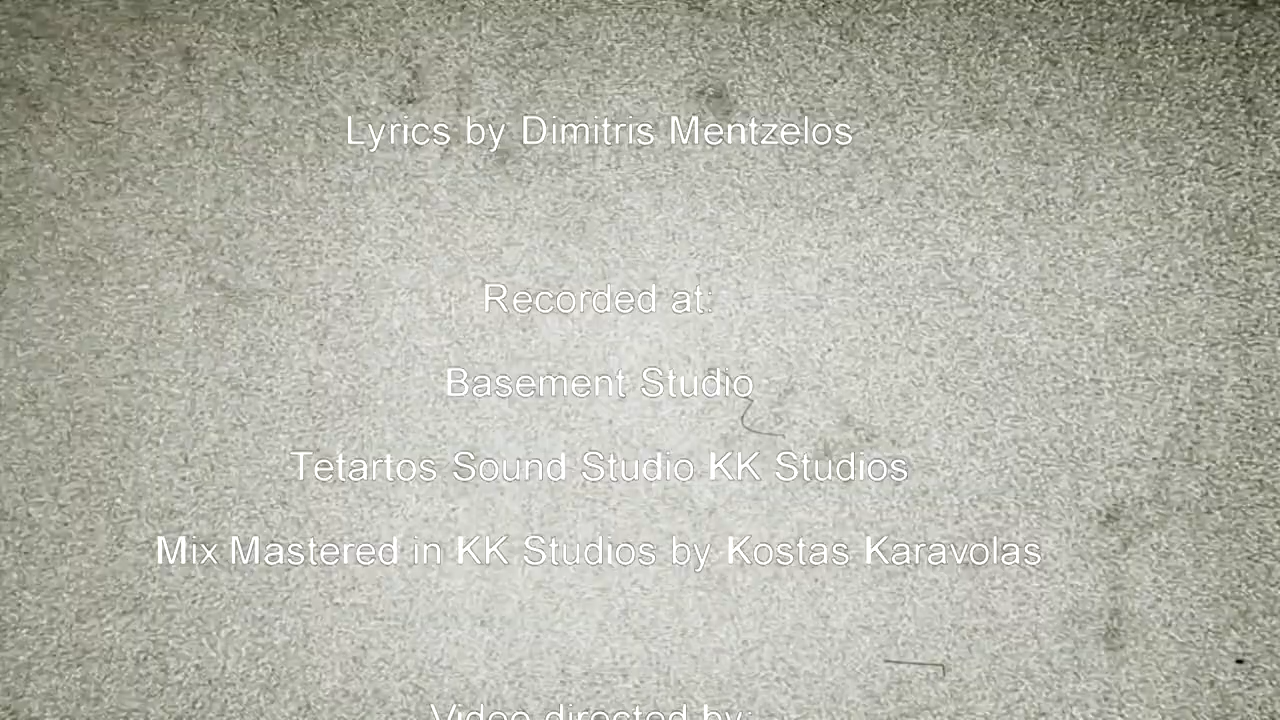 Lyrics by Dimitris Mentzelos
Recorded at:
Basement Studio
Tetartos Sound Studio KK Studios
Mix Mastered in KK Studios by Kostas Karavolas
Video directed by: